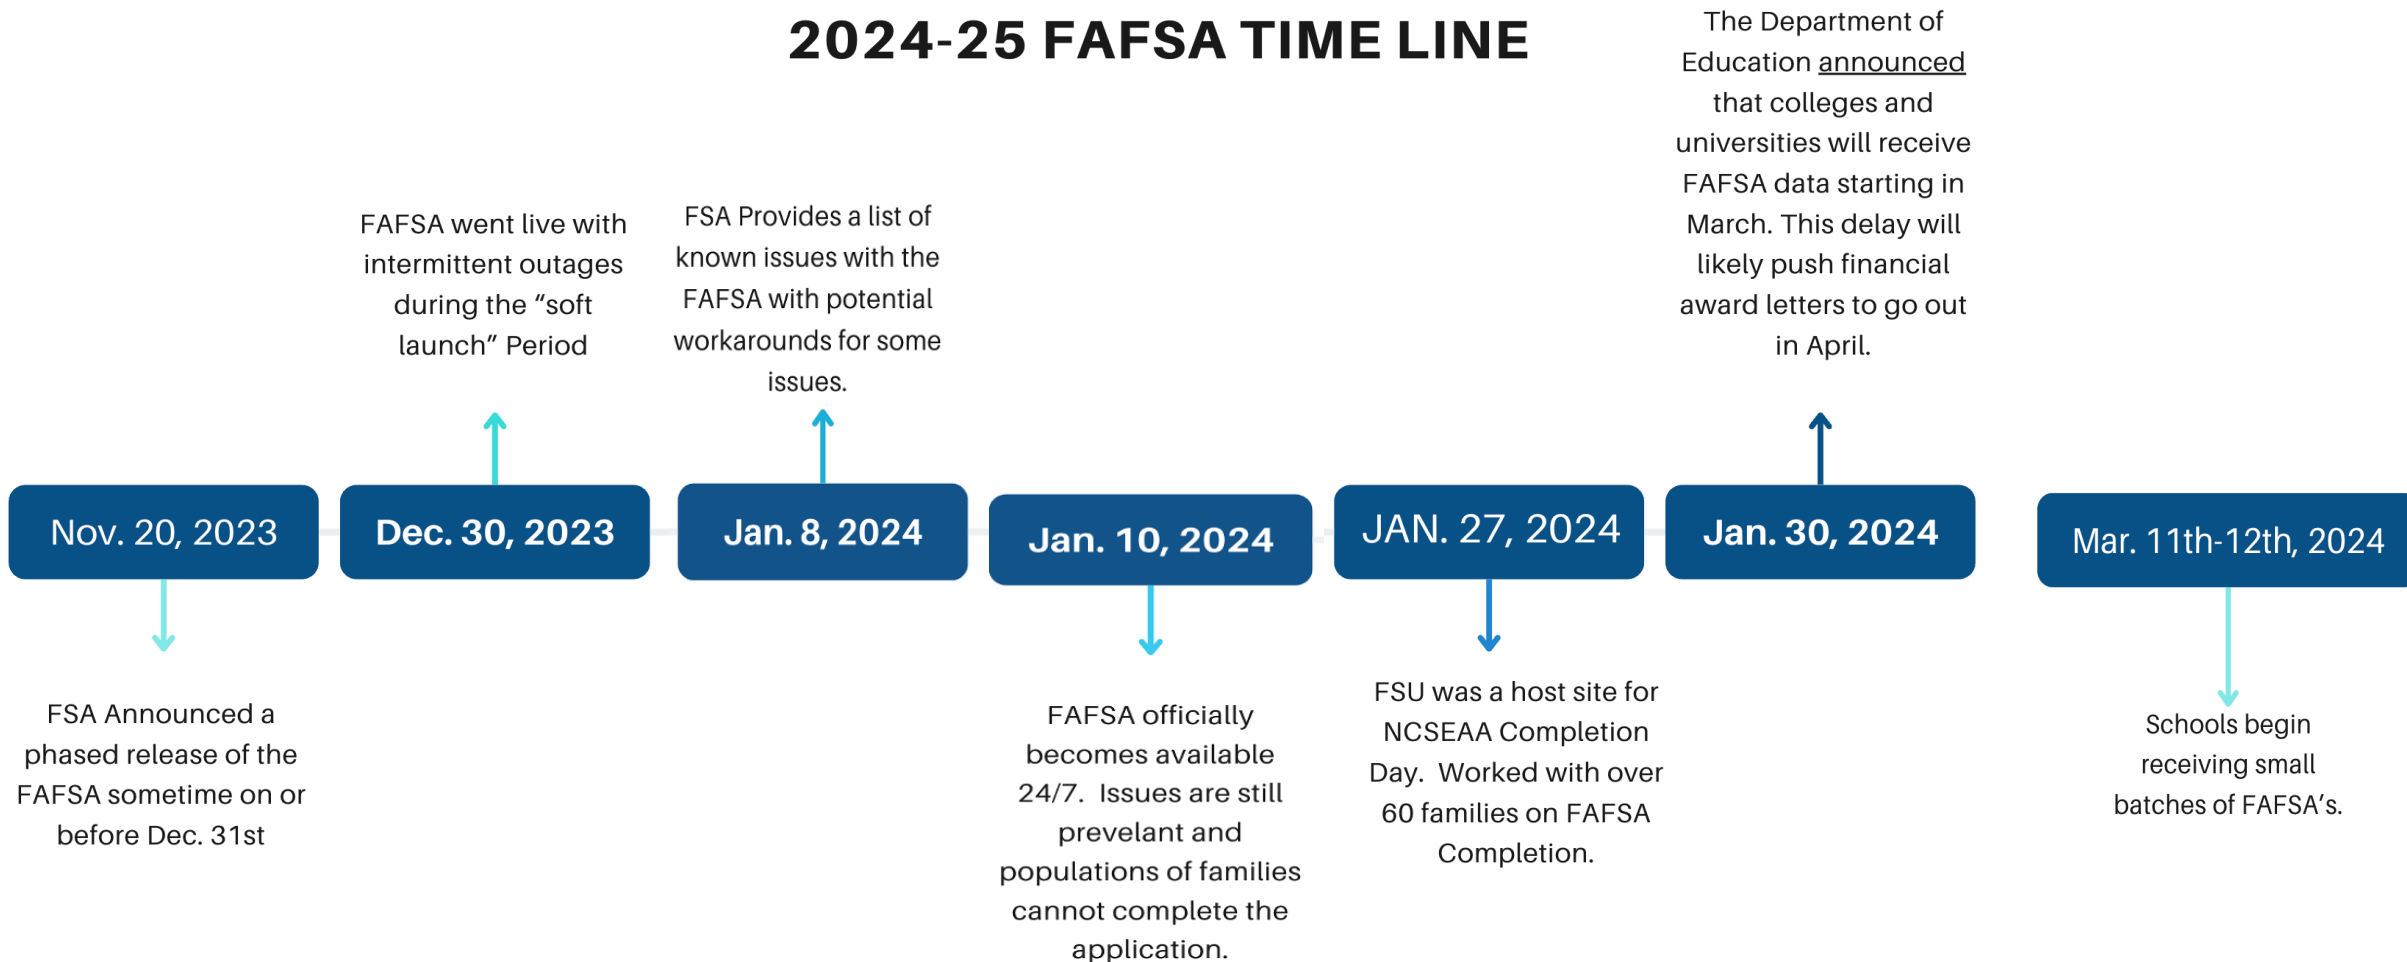 2024-25 FAFSA TIME LINE
Nov. 20, 2023
FSA Announced a
phased release of the
FAFSA sometime on or
before Dec. 31st
FAFSA went live with
intermittent outages
during the “soft
launch” Period
Dec. 30, 2023
FSA Provides a list of
known issues with the
FAFSA with potential
workarounds for some
issues.
Jan. 8, 2024
Jan. 10, 2024
FAFSA officially
becomes available
24/7.  Issues are still
prevelant and
populations of families
cannot complete the
application.
JAN. 27, 2024
FSU was a host site for
NCSEAA Completion
Day.  Worked with over
60 families on FAFSA
Completion.
The Department of
Education announced
that colleges and
universities will receive
FAFSA data starting in
March. This delay will
likely push financial
award letters to go out
in April.
Jan. 30, 2024
Mar. 11th-12th, 2024
Schools begin
receiving small
batches of FAFSA’s.